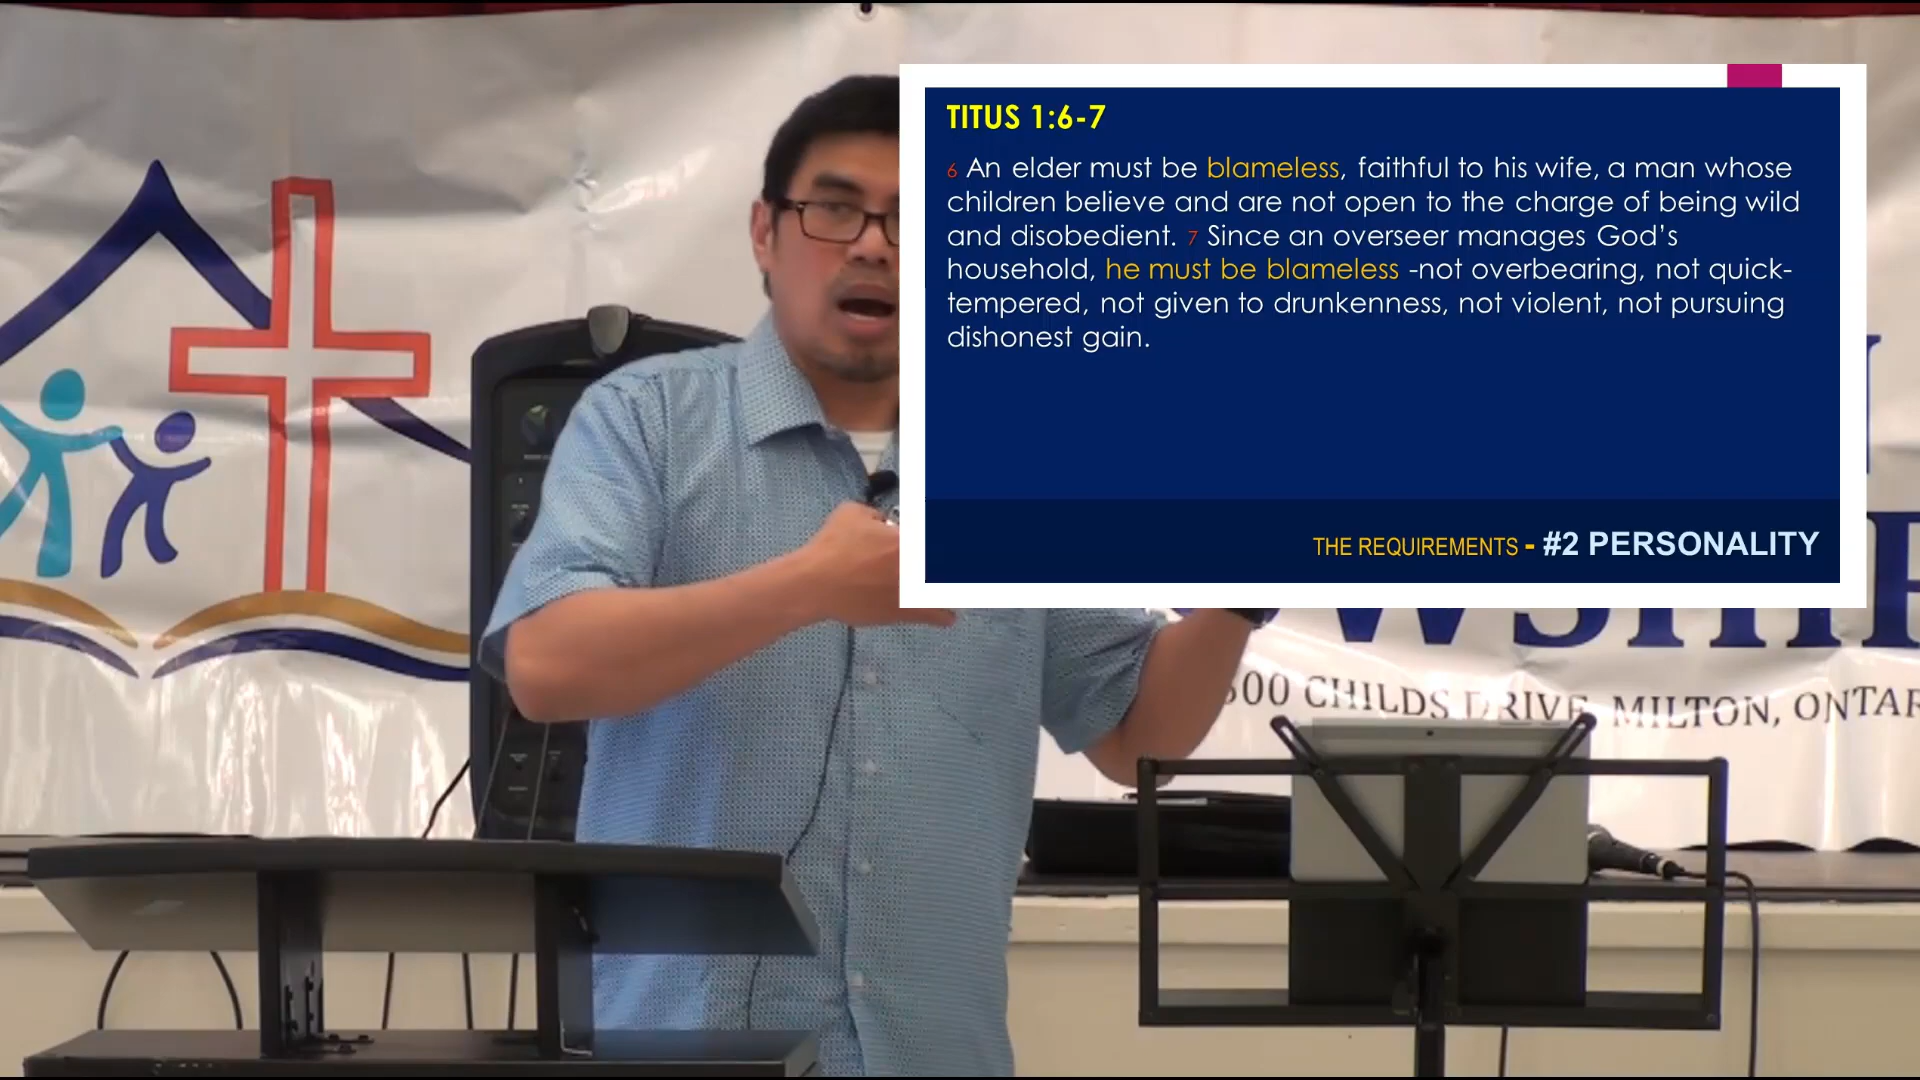 TITUS 1:6-7
6 An elder must be blameless, faithful to his wife, a man whose
children believe and are not open to the charge of being wild
and disobedient. 7 Since an overseer manages God's
household, he must be blameless -not overbearing, not quick-
tempered, not given to drunkenness, not violent, not pursuing
dishonest gain.
THE REQUIREMENTS - #2 PERSONALITY
CHILDS DRIVE, MILTON, ONTAR